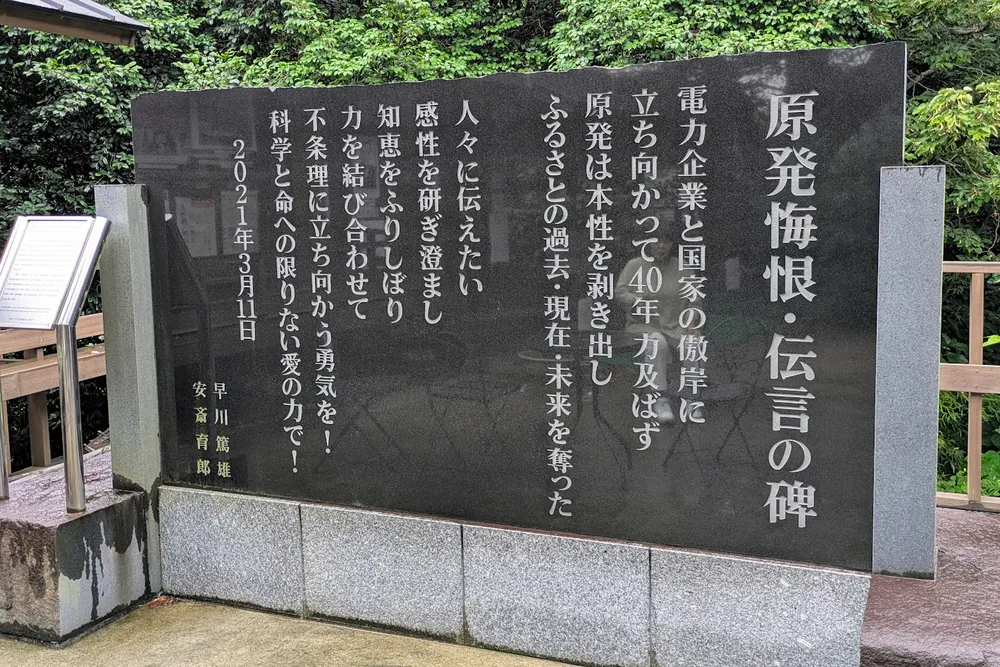 原発悔恨・伝言の碑
電力企業と国家の傲岸に
立ち向かって40年 力及ばず
原発は本性を剥き出し
ふるさとの過去・現在・未来を奪った
人々に伝えたい
感性を研ぎ澄まし
知恵をふりしぼり
力を結び合わせて
不条理に立ち向かう勇気を！
科学と命への限りない愛の力で！
2021年3月11日
早川篤雄
安斎育郎